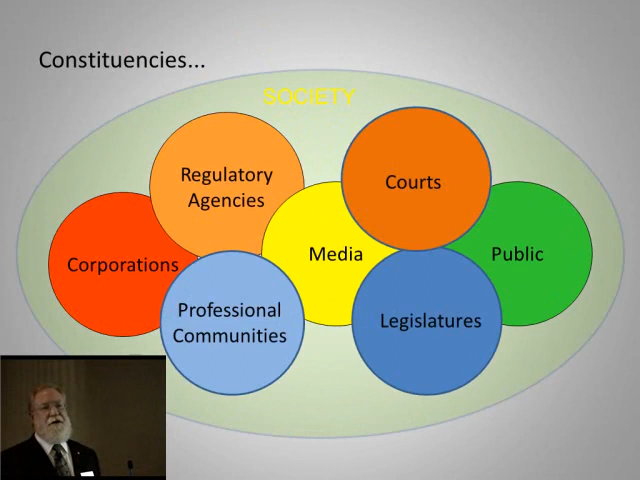 Constituencies...
SOCIETY
Regulatory
Agencies
Courts
Corporations
Media
Public
Professional
Communities
Legislatures